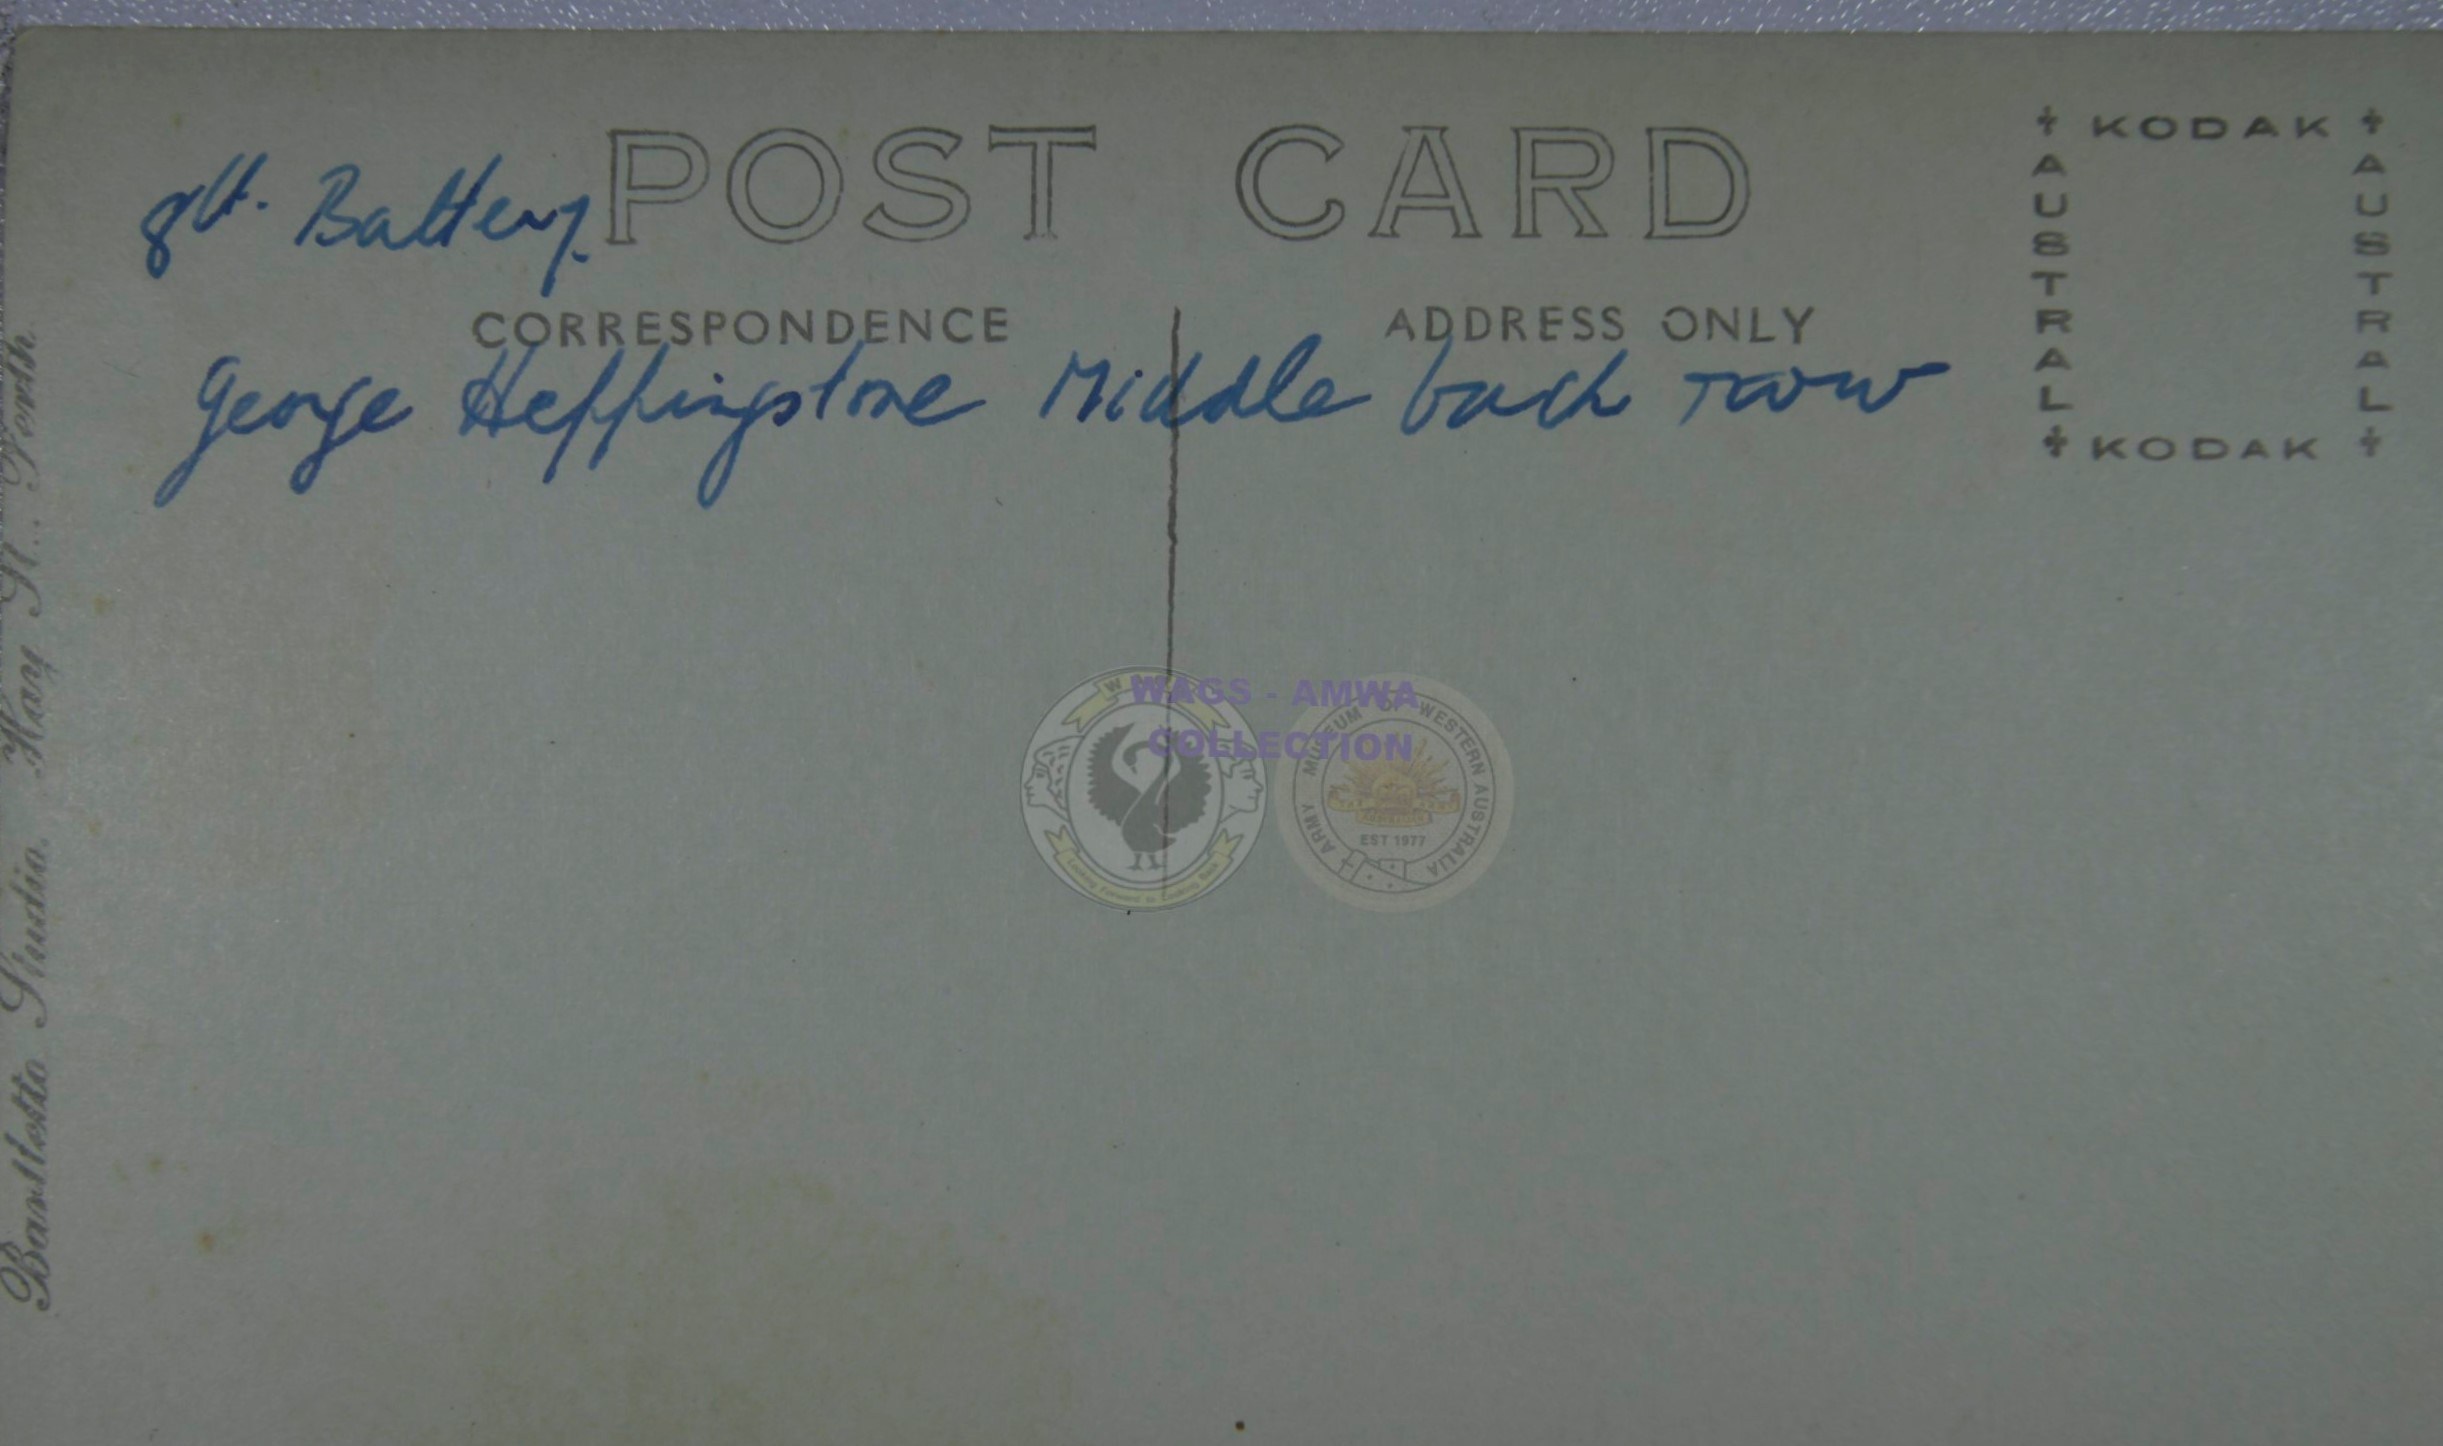 POST CARD
8th. Battery.
CORRESPONDENCE
ADDRESS ONLY
George Heppingstone Middle back row
KODAK
AUSTRAL
AUSTRAL
KODAK
Bartletto Studio. Hay St.. Perth.
WAGS - AMWA
COLLECTION
ARMY MUSEUM OF WESTERN AUSTRALIA
EST 1977